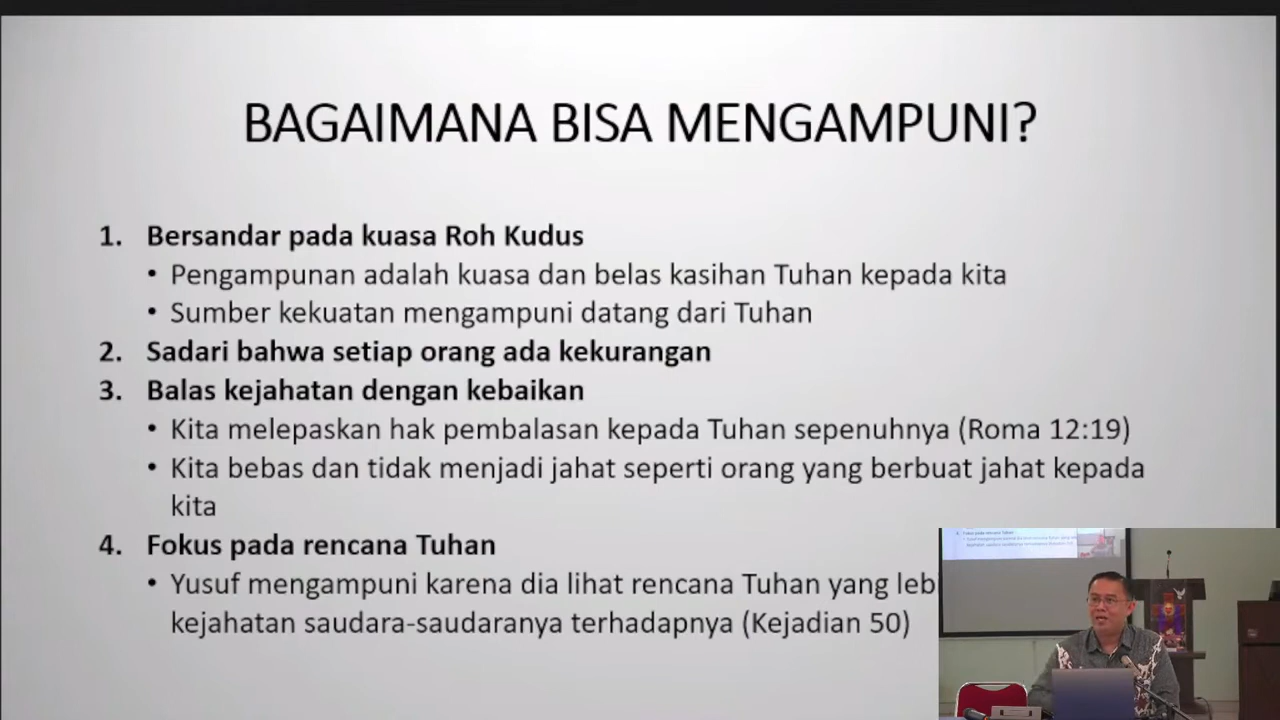 BAGAIMANA BISA MENGAMPUNI?
1. Bersandar pada kuasa Roh Kudus
• Pengampunan adalah kuasa dan belas kasihan Tuhan kepada kita
• Sumber kekuatan mengampuni datang dari Tuhan
2. Sadari bahwa setiap orang ada kekurangan
3. Balas kejahatan dengan kebaikan
• Kita melepaskan hak pembalasan kepada Tuhan sepenuhnya (Roma 12:19)
• Kita bebas dan tidak menjadi jahat seperti orang yang berbuat jahat kepada
kita
4. Fokus pada rencana Tuhan
• Yusuf mengampuni karena dia lihat rencana Tuhan yang leb
kejahatan saudara-saudaranya terhadapnya (Kejadian 50)